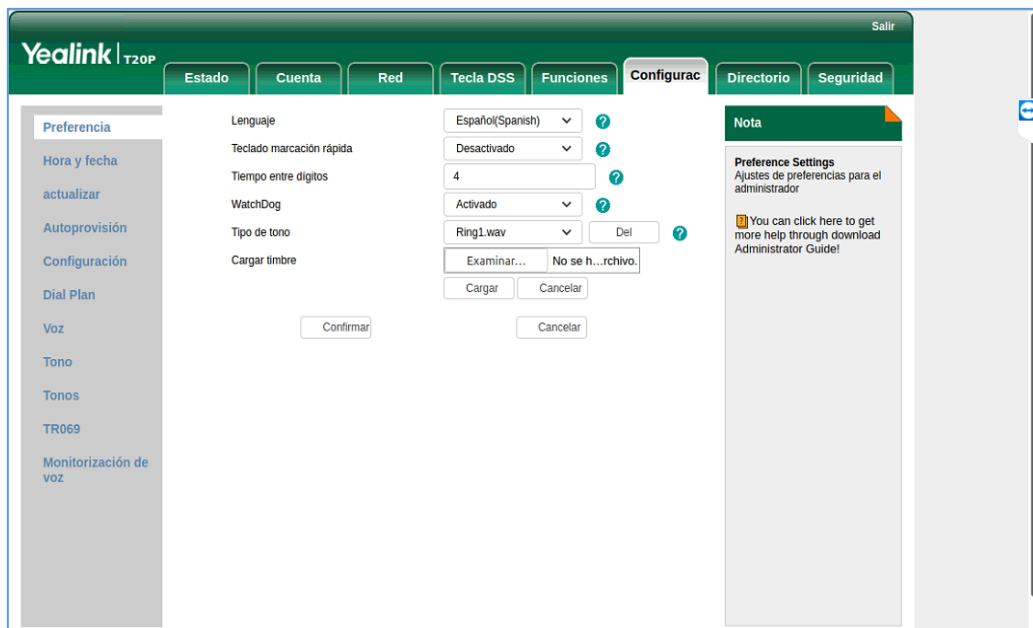 Salir
Yealink T20P
Estado Cuenta Red Tecla DSS Funciones Configurac Directorio Seguridad
Preferencia
Hora y fecha
actualizar
Autoprovisión
Configuración
Dial Plan
Voz
Tono
Tonos
TR069
Monitorización de
voz
Lenguaje Español(Spanish) ?
Teclado marcación rápida Desactivado ?
Tiempo entre dígitos 4 ?
WatchDog Activado ?
Tipo de tono Ring1.wav Del ?
Cargar timbre Examinar... No se h...rchivo.
Cargar Cancelar
Confirmar Cancelar
Nota
Preference Settings
Ajustes de preferencias para el
administrador
? You can click here to get
more help through download
Administrator Guide!